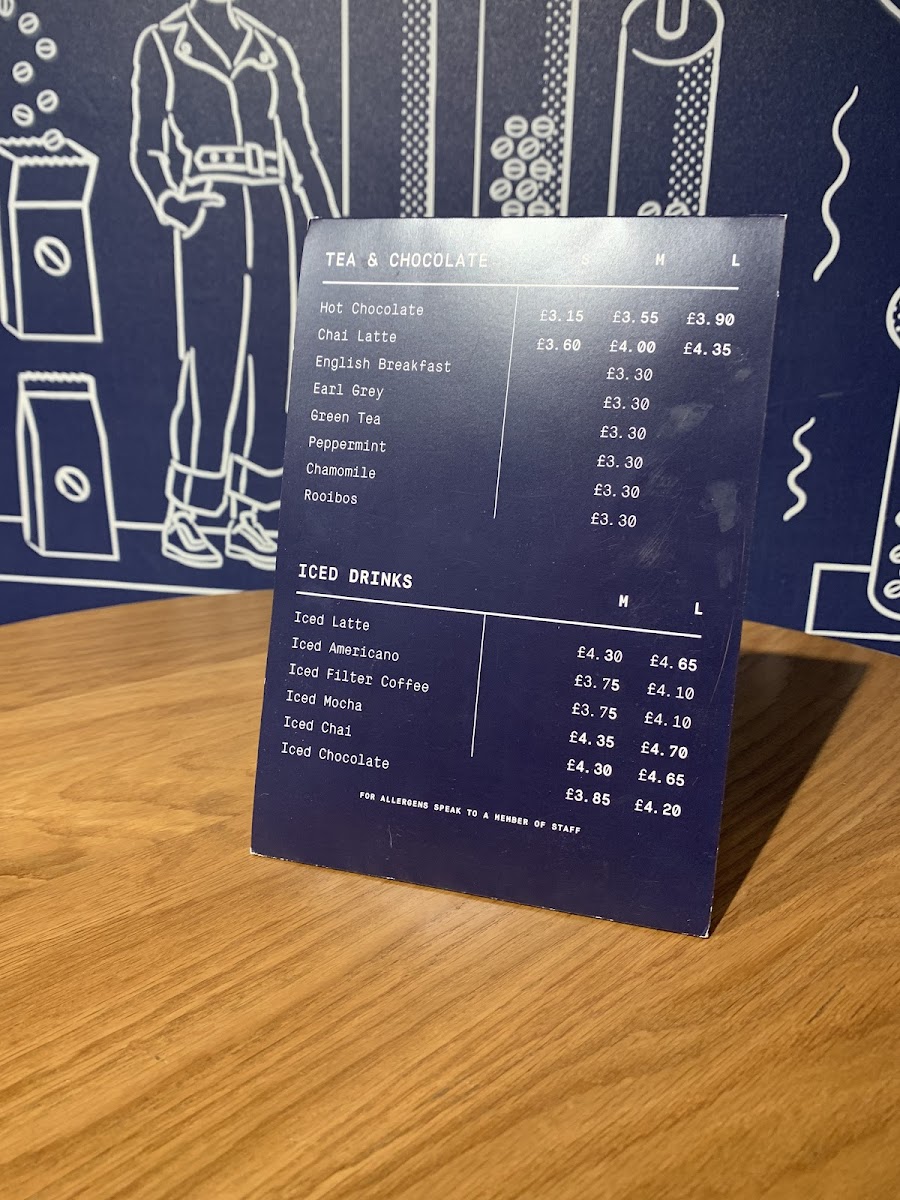 TEA & CHOCOLATE S M L
Hot Chocolate £3.15 £3.55 £3.90
Chai Latte £3.60 £4.00 £4.35
English Breakfast £3.30
Earl Grey £3.30
Green Tea £3.30
Peppermint £3.30
Chamomile £3.30
Rooibos £3.30
ICED DRINKS M L
Iced Latte £4.30 £4.65
Iced Americano £3.75 £4.10
Iced Filter Coffee £3.75 £4.10
Iced Mocha £4.35 £4.70
Iced Chai £4.30 £4.65
Iced Chocolate £3.85 £4.20
FOR ALLERGENS SPEAK TO A MEMBER OF STAFF